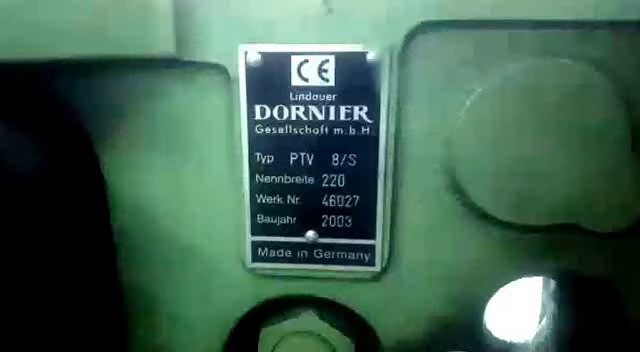 CE
Lindauer
DORNIER
Gesellschaft m.b.H
Typ PTV 8/S
Nennbreite 220
Werk Nr. 46027
Baujahr 2003
Made in Germany